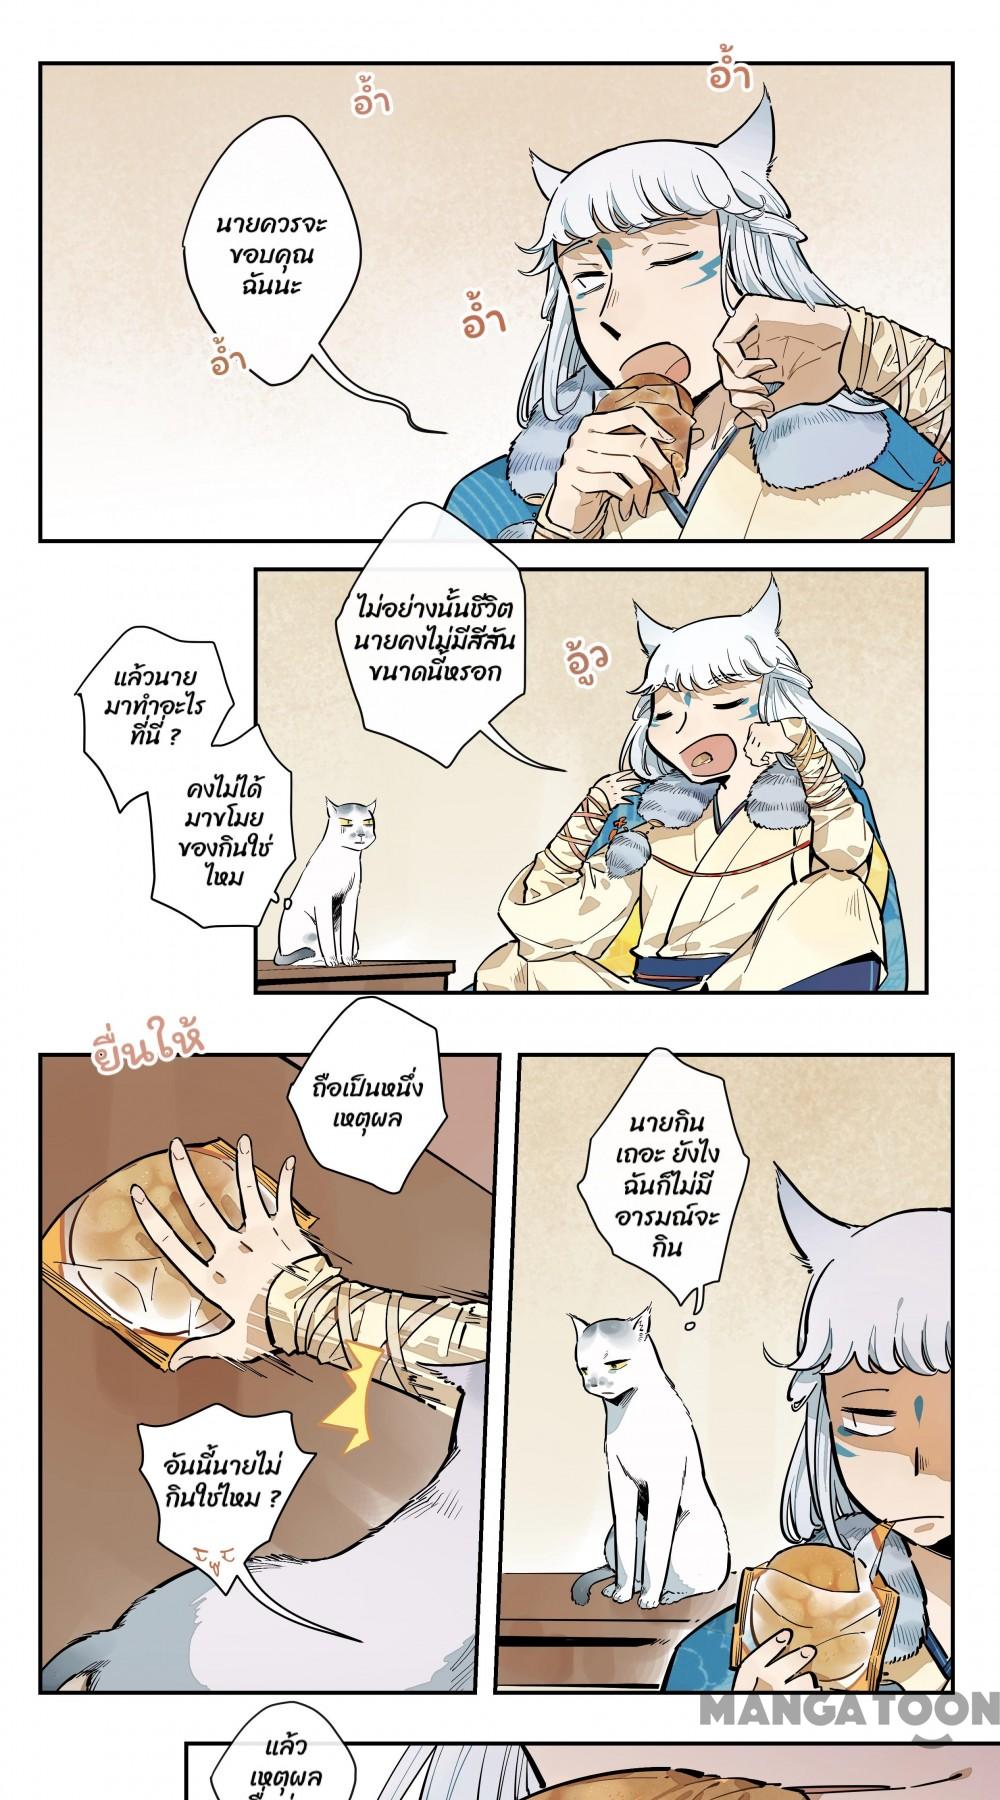 อ้ำ
อ้ำ
นายควรจะ
ขอบคุณ
ฉันนะ
อ้ำ
อ้ำ
ไม่อย่างนั้นชีวิต
นายคงไม่มีสีสัน
ขนาดนี้หรอก
อู้ว
แล้วนาย
มาทำอะไร
ที่นี่ ?
คงไม่ได้
มาขโมย
ของกินใช่
ไหม
ยื่นให้
ถือเป็นหนึ่ง
เหตุผล
อันนี้นายไม่
กินใช่ไหม ?
นายกิน
เถอะ ยังไง
ฉันก็ไม่มี
อารมณ์จะ
กิน
MANGATOON
แล้ว
เหตุผล